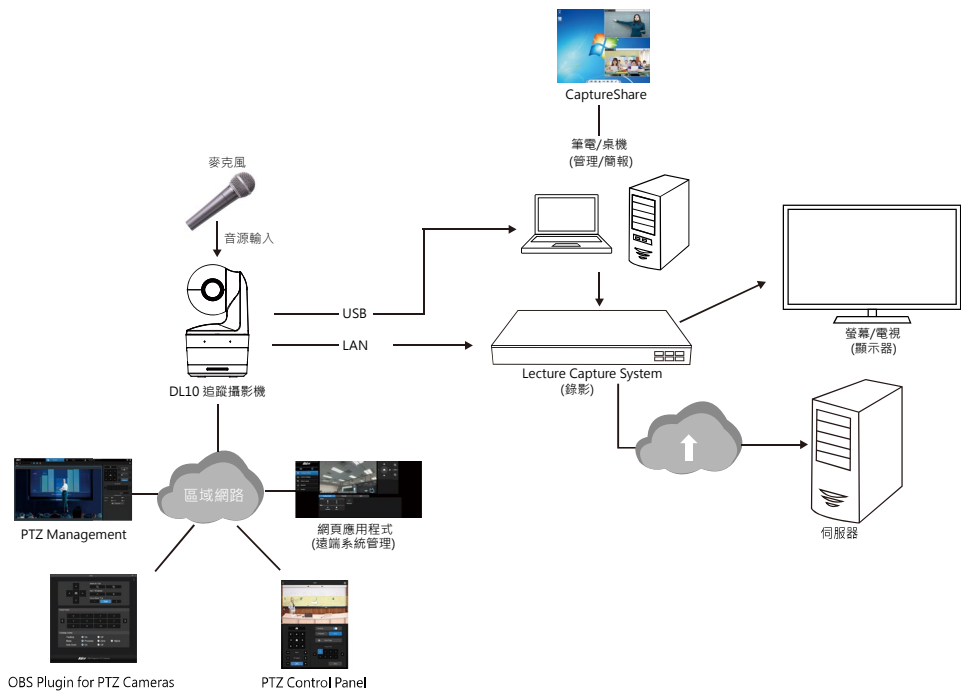 CaptureShare
筆電/桌機
(管理/簡報)
麥克風
音源輸入
USB
LAN
DL10 追蹤攝影機
Lecture Capture System
(錄影)
螢幕/電視
(顯示器)
區域網路
PTZ Management
網頁應用程式
(遠端系統管理)
伺服器
OBS Plugin for PTZ Cameras
PTZ Control Panel